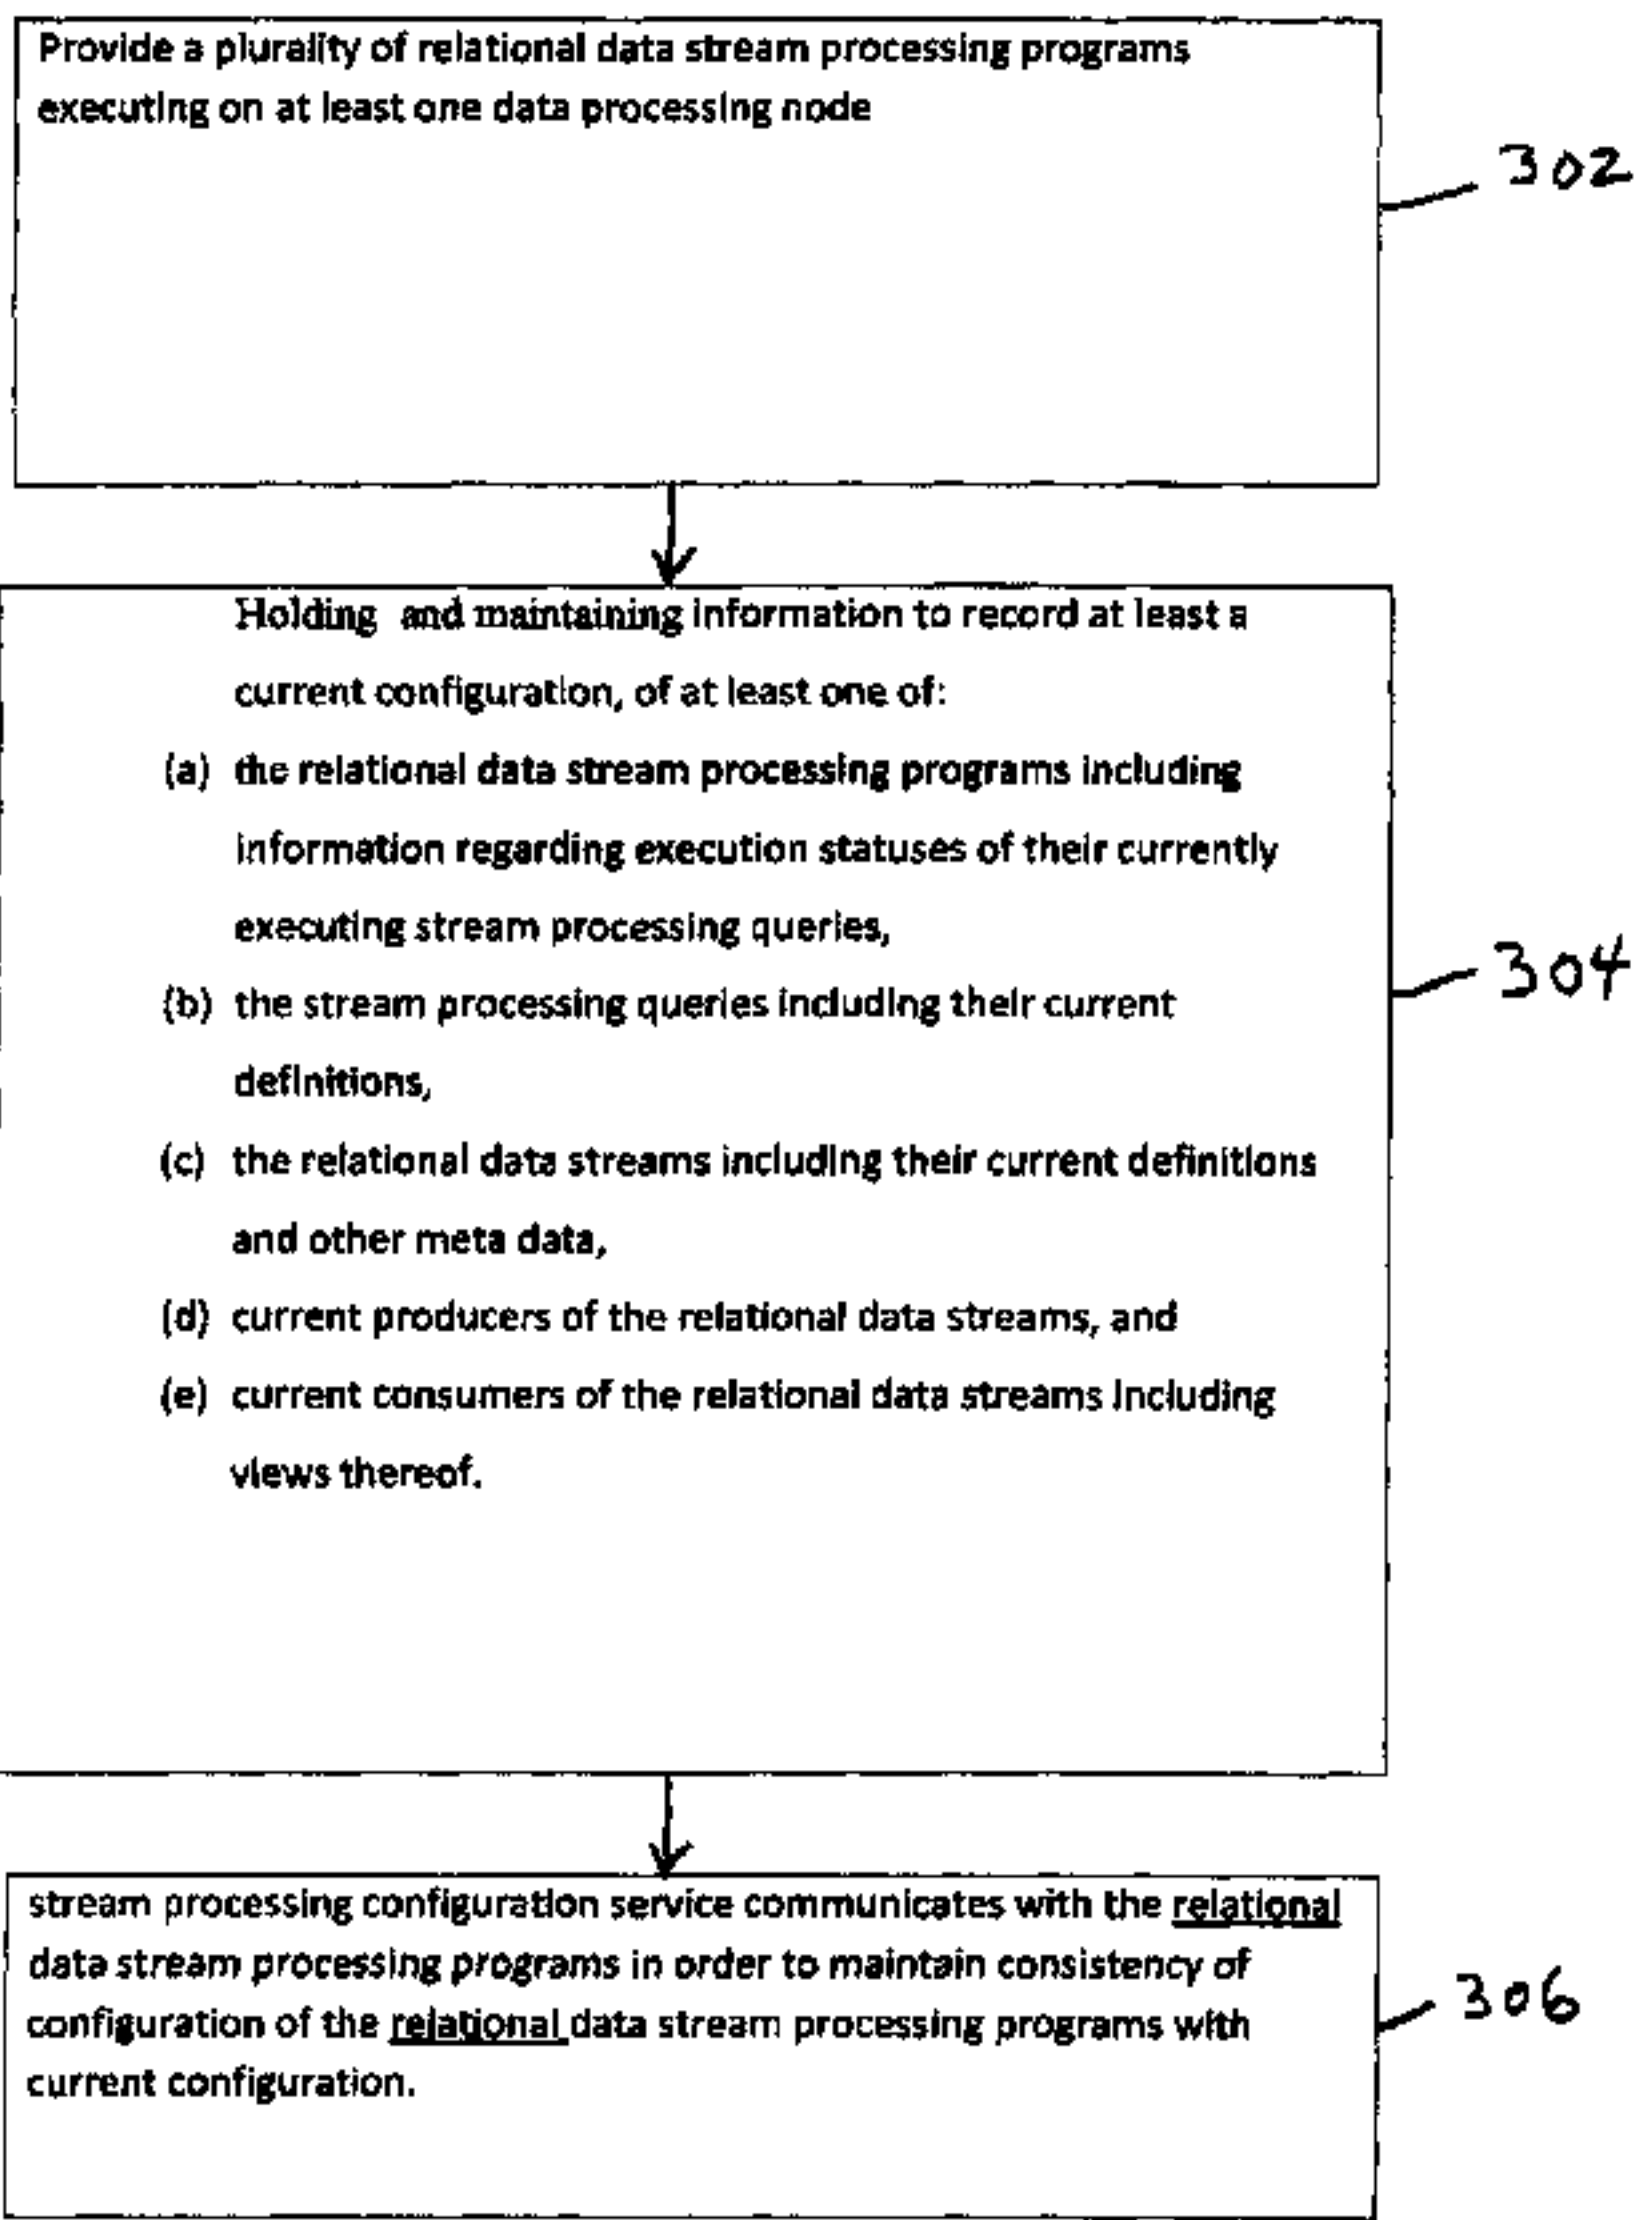 Provide a plurality of relational data stream processing programs
executing on at least one data processing node
302
Holding and maintaining information to record at least a
current configuration, of at least one of:
(a) the relational data stream processing programs including
information regarding execution statuses of their currently
executing stream processing queries,
(b) the stream processing queries including their current
definitions,
304
(c) the relational data streams including their current definitions
and other meta data,
(d) current producers of the relational data streams, and
(e) current consumers of the relational data streams including
views thereof.
stream processing configuration service communicates with the relational
data stream processing programs in order to maintain consistency of
configuration of the relational data stream processing programs with
current configuration.
306